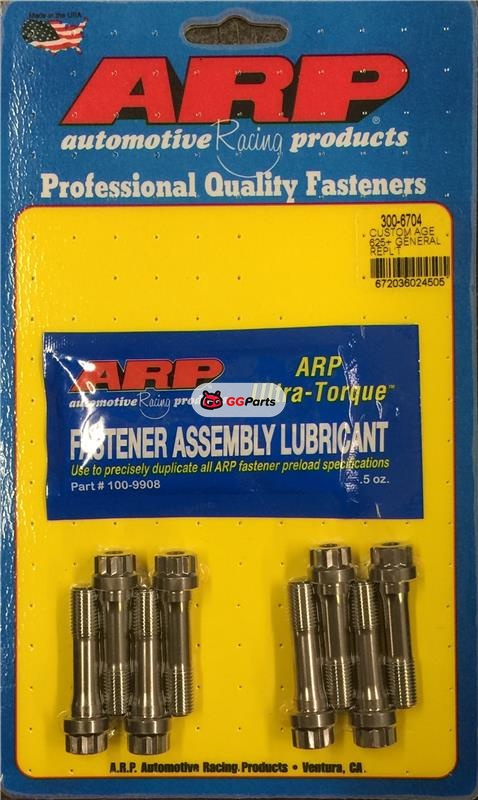 Made in the USA
ARP
automotive Racing products
Professional Quality Fasteners
300-6704
CUSTOM AGE
625+ GENERAL
REPL'T
672036024505
ARP
automotive Racing produ
ARP
Ultra-Torque™
GGParts
FASTENER ASSEMBLY LUBRICANT
Use to precisely duplicate all ARP fastener preload specifications
Part # 100-9908
.5 oz.
A.R.P. Automotive Racing Products • Ventura, CA.